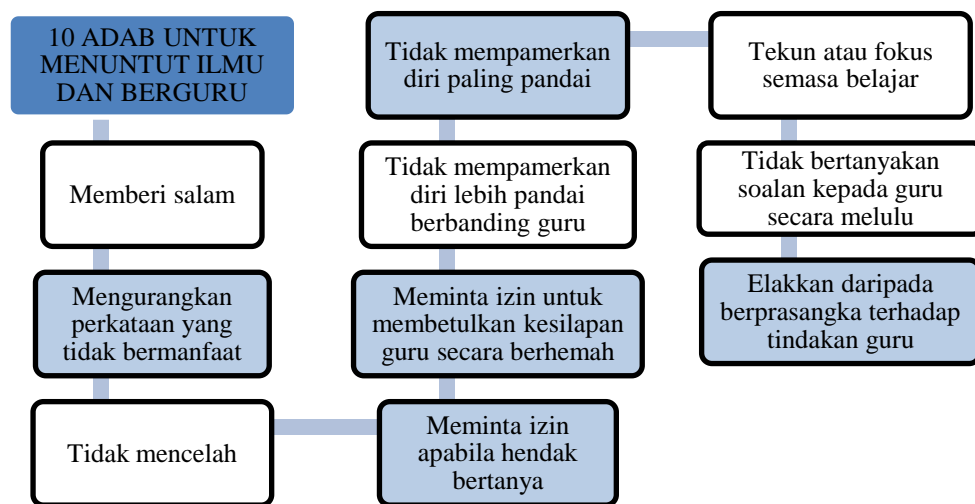 10 ADAB UNTUK
MENUNTUT ILMU
DAN BERGURU
Memberi salam
Mengurangkan
perkataan yang
tidak bermanfaat
Tidak mencelah
Meminta izin
apabila hendak
bertanya
Meminta izin untuk
membetulkan kesilapan
guru secara berhemah
Tidak mempamerkan
diri lebih pandai
berbanding guru
Tidak mempamerkan
diri paling pandai
Tekun atau fokus
semasa belajar
Tidak bertanyakan
soalan kepada guru
secara melulu
Elakkan daripada
berprasangka terhadap
tindakan guru